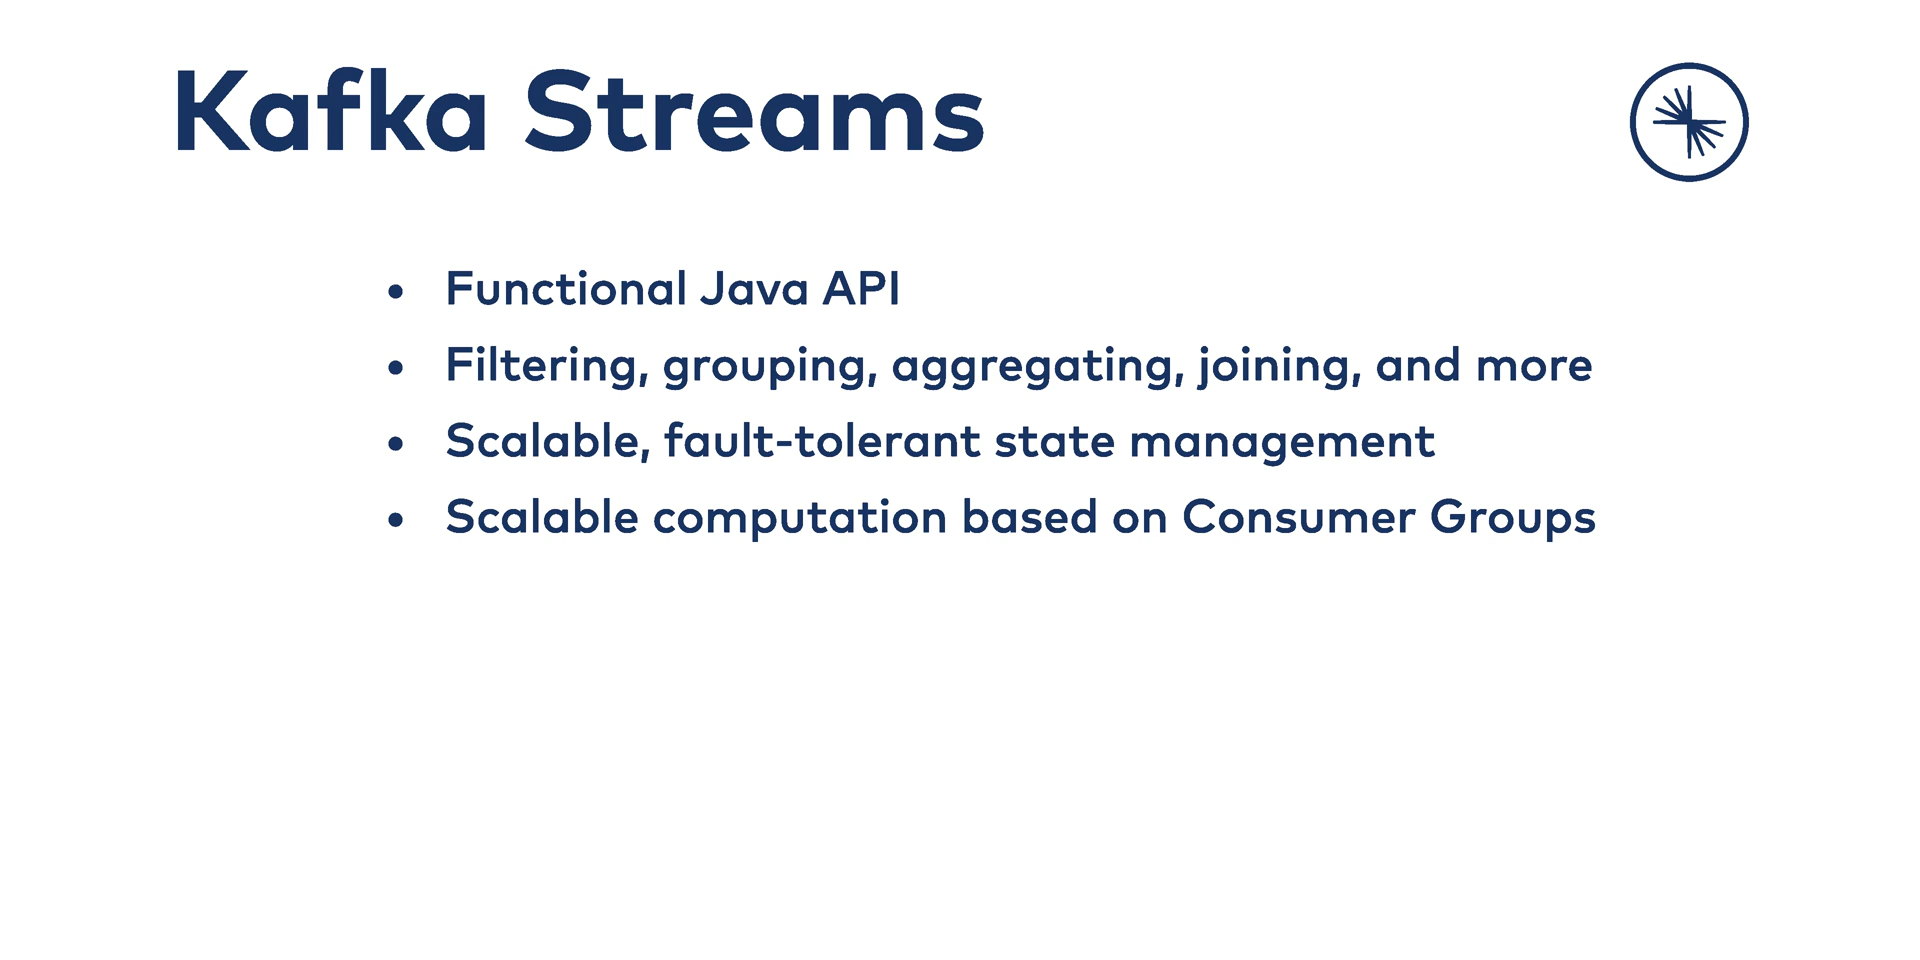 Kafka Streams
• Functional Java API
• Filtering, grouping, aggregating, joining, and more
• Scalable, fault-tolerant state management
• Scalable computation based on Consumer Groups